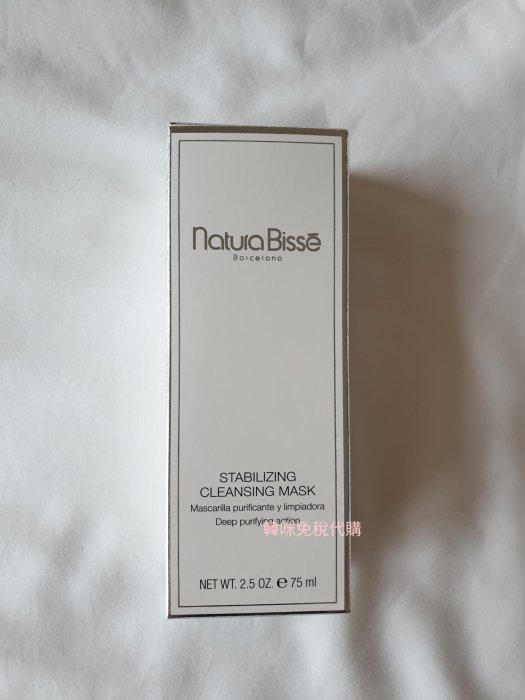 Natura Bissé
Barcelona
STABILIZING
CLEANSING MASK
Mascarilla purificante y limpiadora
Deep purifying action
韓咪免稅代購
NET WT. 2.5 OZ. ℮ 75 ml